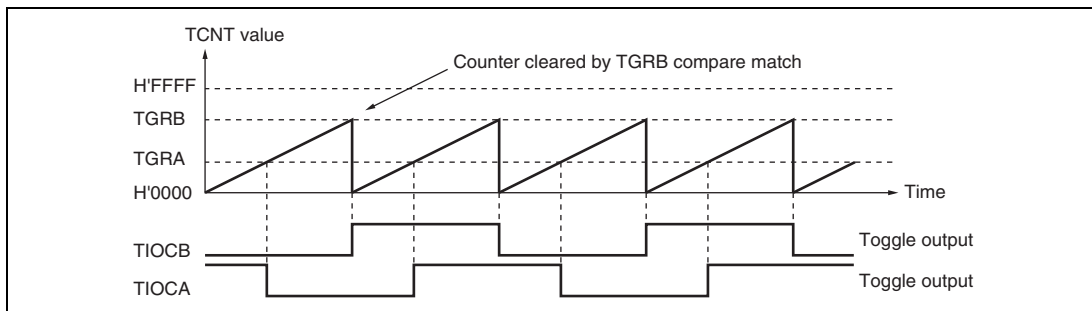 TCNT value
Counter cleared by TGRB compare match
H'FFFF
TGRB
TGRA
H'0000
Time
TIOCB
Toggle output
TIOCA
Toggle output